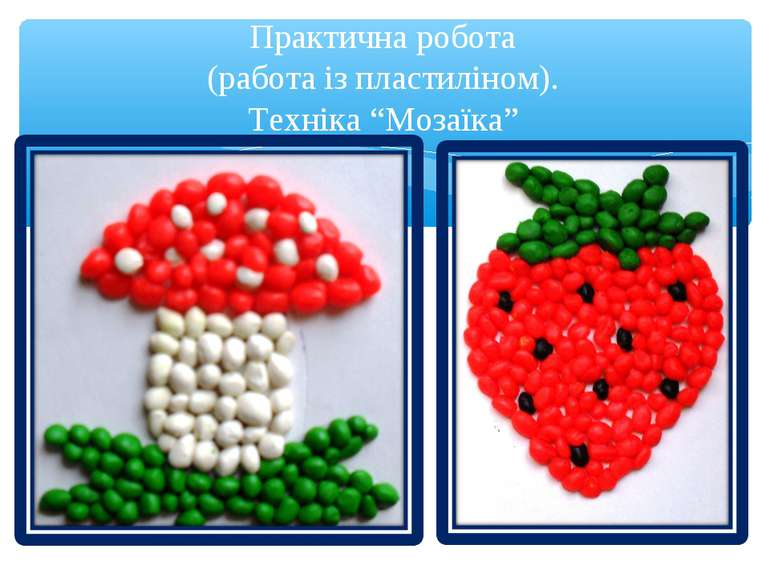 Практична робота
(работа із пластиліном).
Техніка “Мозаїка”